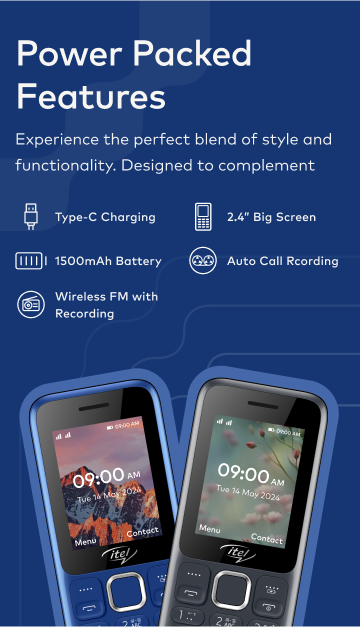 Power Packed
Features
Experience the perfect blend of style and
functionality. Designed to complement
Type-C Charging
2.4" Big Screen
1500mAh Battery
Auto Call Rcording
Wireless FM with
Recording
09:00 AM
09:00 AM
Tue 14 May 2024
Menu Contact
itel
09:00 AM
09:00 AM
Tue 14 May 2024
Menu Contact
itel